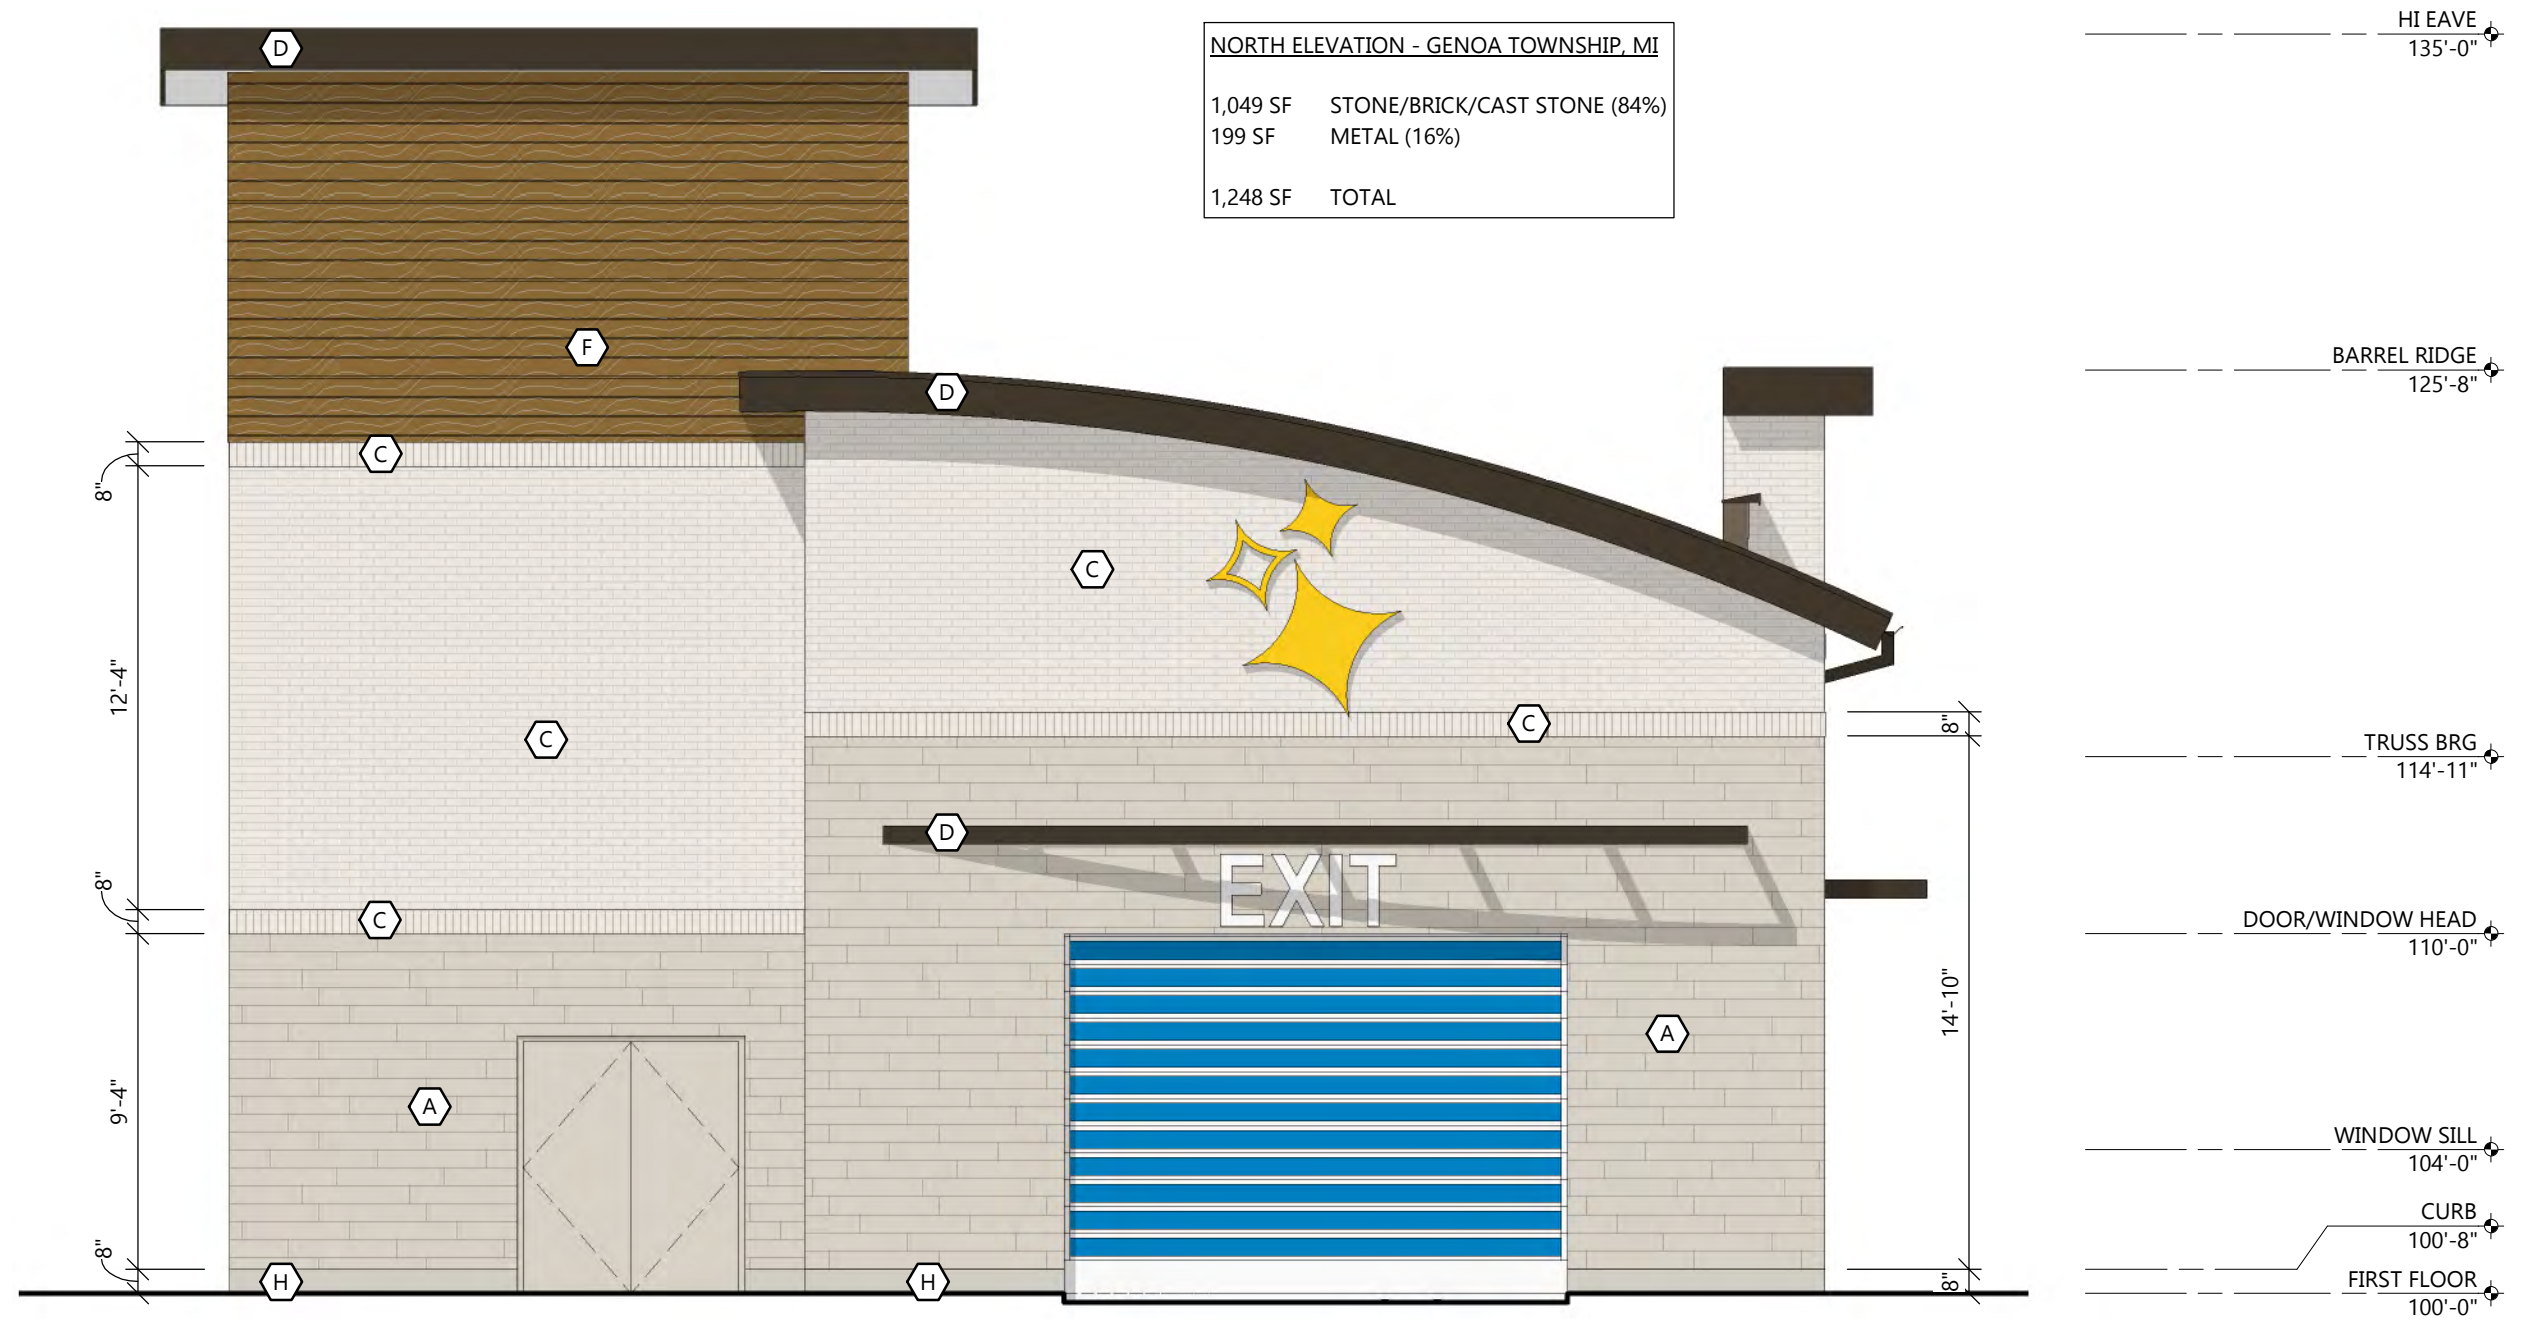 NORTH ELEVATION - GENOA TOWNSHIP, MI
1,049 SF STONE/BRICK/CAST STONE (84%)
199 SF METAL (16%)
1,248 SF TOTAL
HI EAVE
135'-0"
BARREL RIDGE
125'-8"
TRUSS BRG
114'-11"
DOOR/WINDOW HEAD
110'-0"
WINDOW SILL
104'-0"
CURB
100'-8"
FIRST FLOOR
100'-0"
D
F
D
C
C
C
C
D
EXIT
C
A
A
H
H
8"
12'-4"
8"
9'-4"
8"
8"
14'-10"
8"